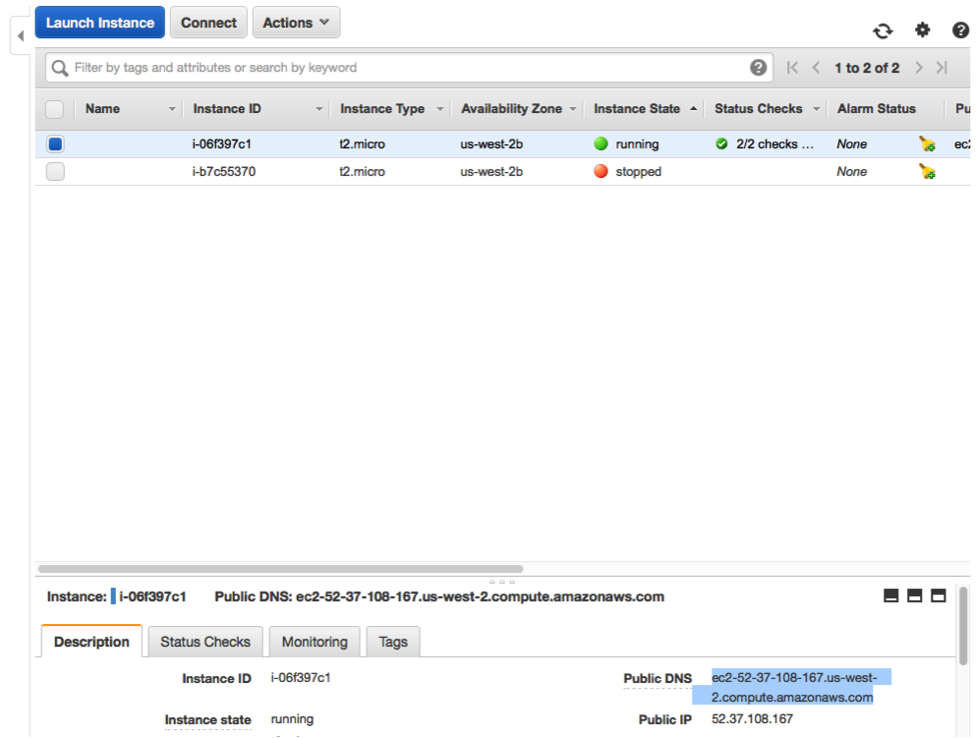 Launch Instance Connect Actions
Filter by tags and attributes or search by keyword 1 to 2 of 2
Name Instance ID Instance Type Availability Zone Instance State Status Checks Alarm Status Pu
i-06f397c1 t2.micro us-west-2b running 2/2 checks ... None ec2
i-b7c55370 t2.micro us-west-2b stopped None
Instance: i-06f397c1 Public DNS: ec2-52-37-108-167.us-west-2.compute.amazonaws.com
Description Status Checks Monitoring Tags
Instance ID i-06f397c1 Public DNS ec2-52-37-108-167.us-west-
2.compute.amazonaws.com
Instance state running Public IP 52.37.108.167